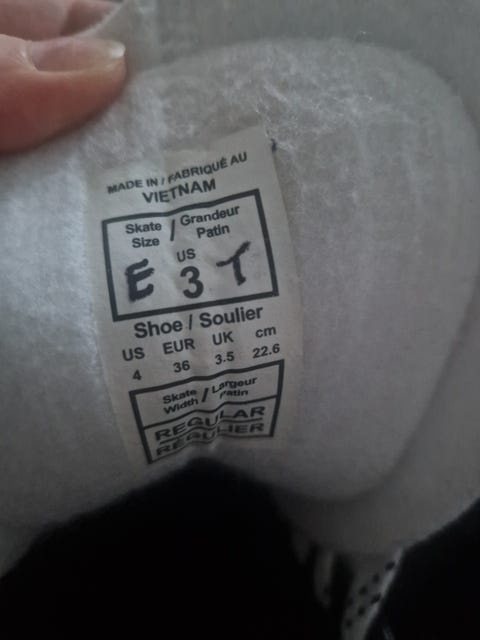 MADE IN / FABRIQUÉ AU
VIETNAM
Skate Size / Grandeur Patin
US
E 3 T
Shoe / Soulier
US EUR UK cm
4 36 3.5 22.6
Skate Width / Largeur Patin
REGULAR
RÉGULIER